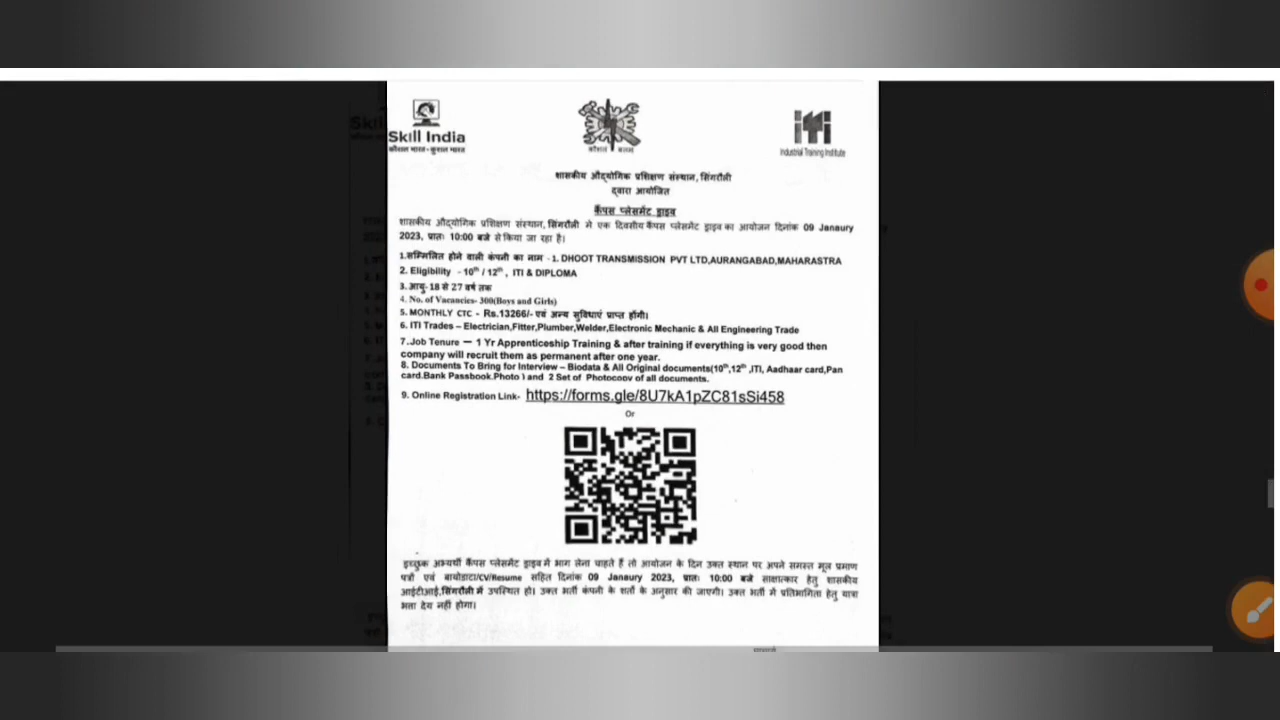 Skill India
कौशल भारत - कुशल भारत
कौशल भारत
iTi
Industrial Training Institute
शासकीय औद्योगिक प्रशिक्षण संस्थान, सिंगरौली
द्वारा आयोजित
कैंपस प्लेसमेंट ड्राइव
शासकीय औद्योगिक प्रशिक्षण संस्थान, सिंगरौली मे एक दिवसीय कैंपस प्लेसमेंट ड्राइव का आयोजन दिनांक 09 Janaury
2023, प्रातः 10:00 बजे से किया जा रहा है।
1.सम्मिलित होने वाली कंपनी का नाम -1. DHOOT TRANSMISSION PVT LTD,AURANGABAD,MAHARASTRA
2. Eligibility - 10th / 12th , ITI & DIPLOMA
3. आयु- 18 से 27 वर्ष तक
4. No. of Vacancies- 300(Boys and Girls)
5. MONTHLY CTC - Rs.13266/- एवं अन्य सुविधाएं प्राप्त होंगी।
6. ITI Trades – Electrician,Fitter,Plumber,Welder,Electronic Mechanic & All Engineering Trade
7.Job Tenure — 1 Yr Apprenticeship Training & after training if everything is very good then
company will recruit them as permanent after one year.
8. Documents To Bring for Interview – Biodata & All Original documents(10th,12th ,ITI, Aadhaar card,Pan
card.Bank Passbook.Photo ) and 2 Set of Photocopy of all documents.
9. Online Registration Link- https://forms.gle/8U7kA1pZC81sSi458
Or
इच्छुक अभ्यर्थी कैंपस प्लेसमेंट ड्राइव में भाग लेना चाहते हैं तो आयोजन के दिन उक्त स्थान पर अपने समस्त मूल प्रमाण
पत्रों एवं बायोडाटा/CV/Resume सहित दिनांक 09 Janaury 2023, प्रातः 10:00 बजे साक्षात्कार हेतु शासकीय
आईटीआई,सिंगरौली में उपस्थित हो। उक्त भर्ती कंपनी के शर्तो के अनुसार की जाएगी। उक्त भर्ती मे प्रतिभागिता हेतु यात्रा
भत्ता देय नहीं होगा।